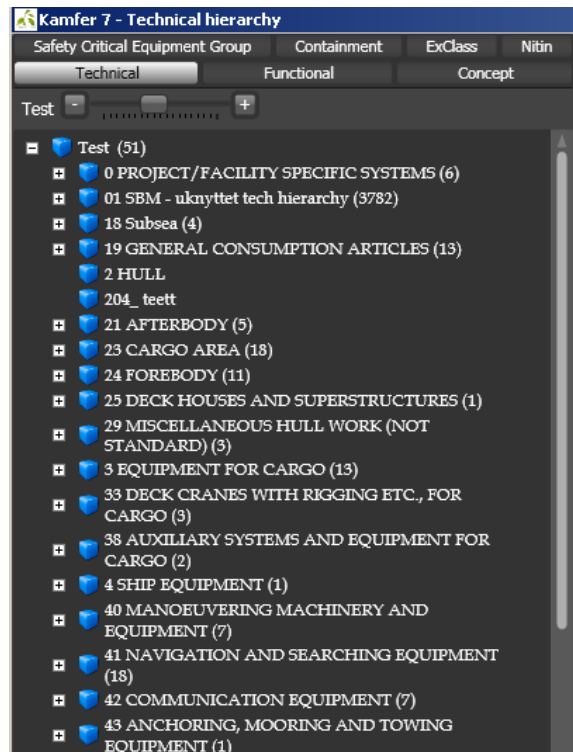 Kamfer 7 - Technical hierarchy
Safety Critical Equipment Group Containment ExClass Nitin
Technical Functional Concept
Test - +
Test (51)
0 PROJECT/FACILITY SPECIFIC SYSTEMS (6)
01 SBM - uknyttet tech hierarchy (3782)
18 Subsea (4)
19 GENERAL CONSUMPTION ARTICLES (13)
2 HULL
204_ teett
21 AFTERBODY (5)
23 CARGO AREA (18)
24 FOREBODY (11)
25 DECK HOUSES AND SUPERSTRUCTURES (1)
29 MISCELLANEOUS HULL WORK (NOT
STANDARD) (3)
3 EQUIPMENT FOR CARGO (13)
33 DECK CRANES WITH RIGGING ETC., FOR
CARGO (3)
38 AUXILIARY SYSTEMS AND EQUIPMENT FOR
CARGO (2)
4 SHIP EQUIPMENT (1)
40 MANOEUVERING MACHINERY AND
EQUIPMENT (7)
41 NAVIGATION AND SEARCHING EQUIPMENT
(18)
42 COMMUNICATION EQUIPMENT (7)
43 ANCHORING, MOORING AND TOWING
EQUIPMENT (1)